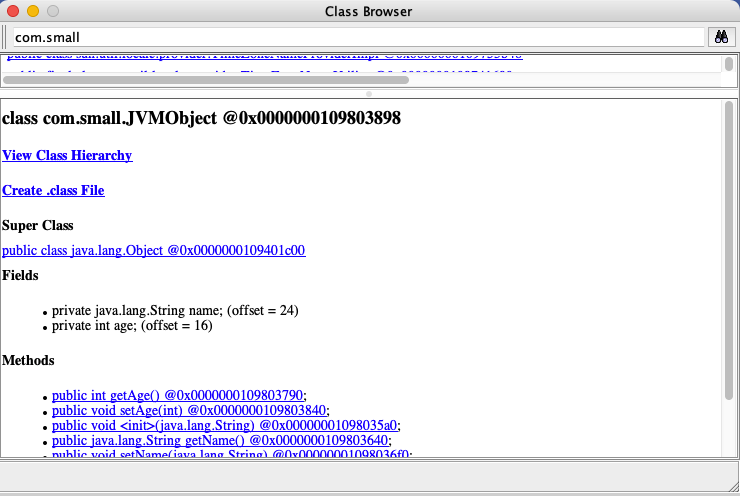 Class Browser
com.small
class com.small.JVMObject @0x0000000109803898
View Class Hierarchy
Create .class File
Super Class
public class java.lang.Object @0x0000000109401c00
Fields
• private java.lang.String name; (offset = 24)
• private int age; (offset = 16)
Methods
• public int getAge() @0x0000000109803790;
• public void setAge(int) @0x0000000109803840;
• public void <init>(java.lang.String) @0x00000001098035a0;
• public java.lang.String getName() @0x0000000109803640;
• public void setName(java.lang.String) @0x00000001098036f0;